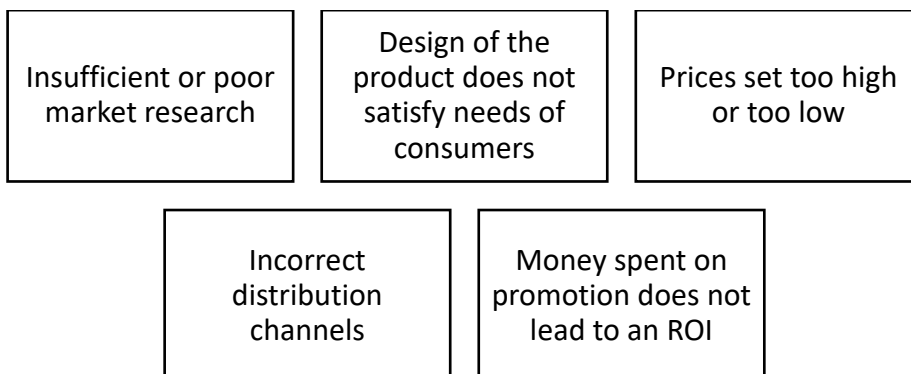 Insufficient or poor
market research
Design of the
product does not
satisfy needs of
consumers
Prices set too high
or too low
Incorrect
distribution
channels
Money spent on
promotion does not
lead to an ROI